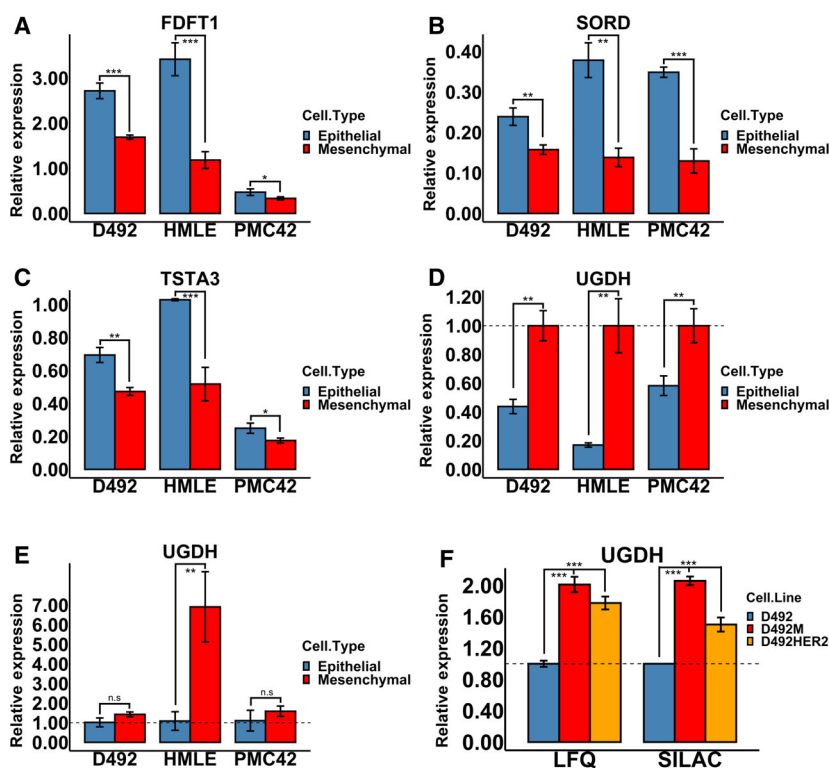 A
FDFT1
Relative expression
3.00
2.00
1.00
0.00
***
***
*
D492 HMLE PMC42
Cell.Type
Epithelial
Mesenchymal
B
SORD
Relative expression
0.40
0.30
0.20
0.10
0.00
**
**
***
D492 HMLE PMC42
C
TSTA3
Relative expression
1.00
0.80
0.60
0.40
0.20
0.00
**
***
*
D492 HMLE PMC42
Cell.Type
Epithelial
Mesenchymal
Cell.Type
Epithelial
Mesenchymal
D
UGDH
Relative expression
1.20
1.00
0.80
0.60
0.40
0.20
0.00
**
**
**
D492 HMLE PMC42
Cell.Type
Epithelial
Mesenchymal
E
UGDH
Relative expression
7.00
6.00
5.00
4.00
3.00
2.00
1.00
0.00
n.s
**
n.s
D492 HMLE PMC42
Cell.Type
Epithelial
Mesenchymal
F
UGDH
Relative expression
2.00
1.60
1.20
0.80
0.40
0.00
***
***
***
***
LFQ SILAC
Cell.Line
D492
D492M
D492HER2